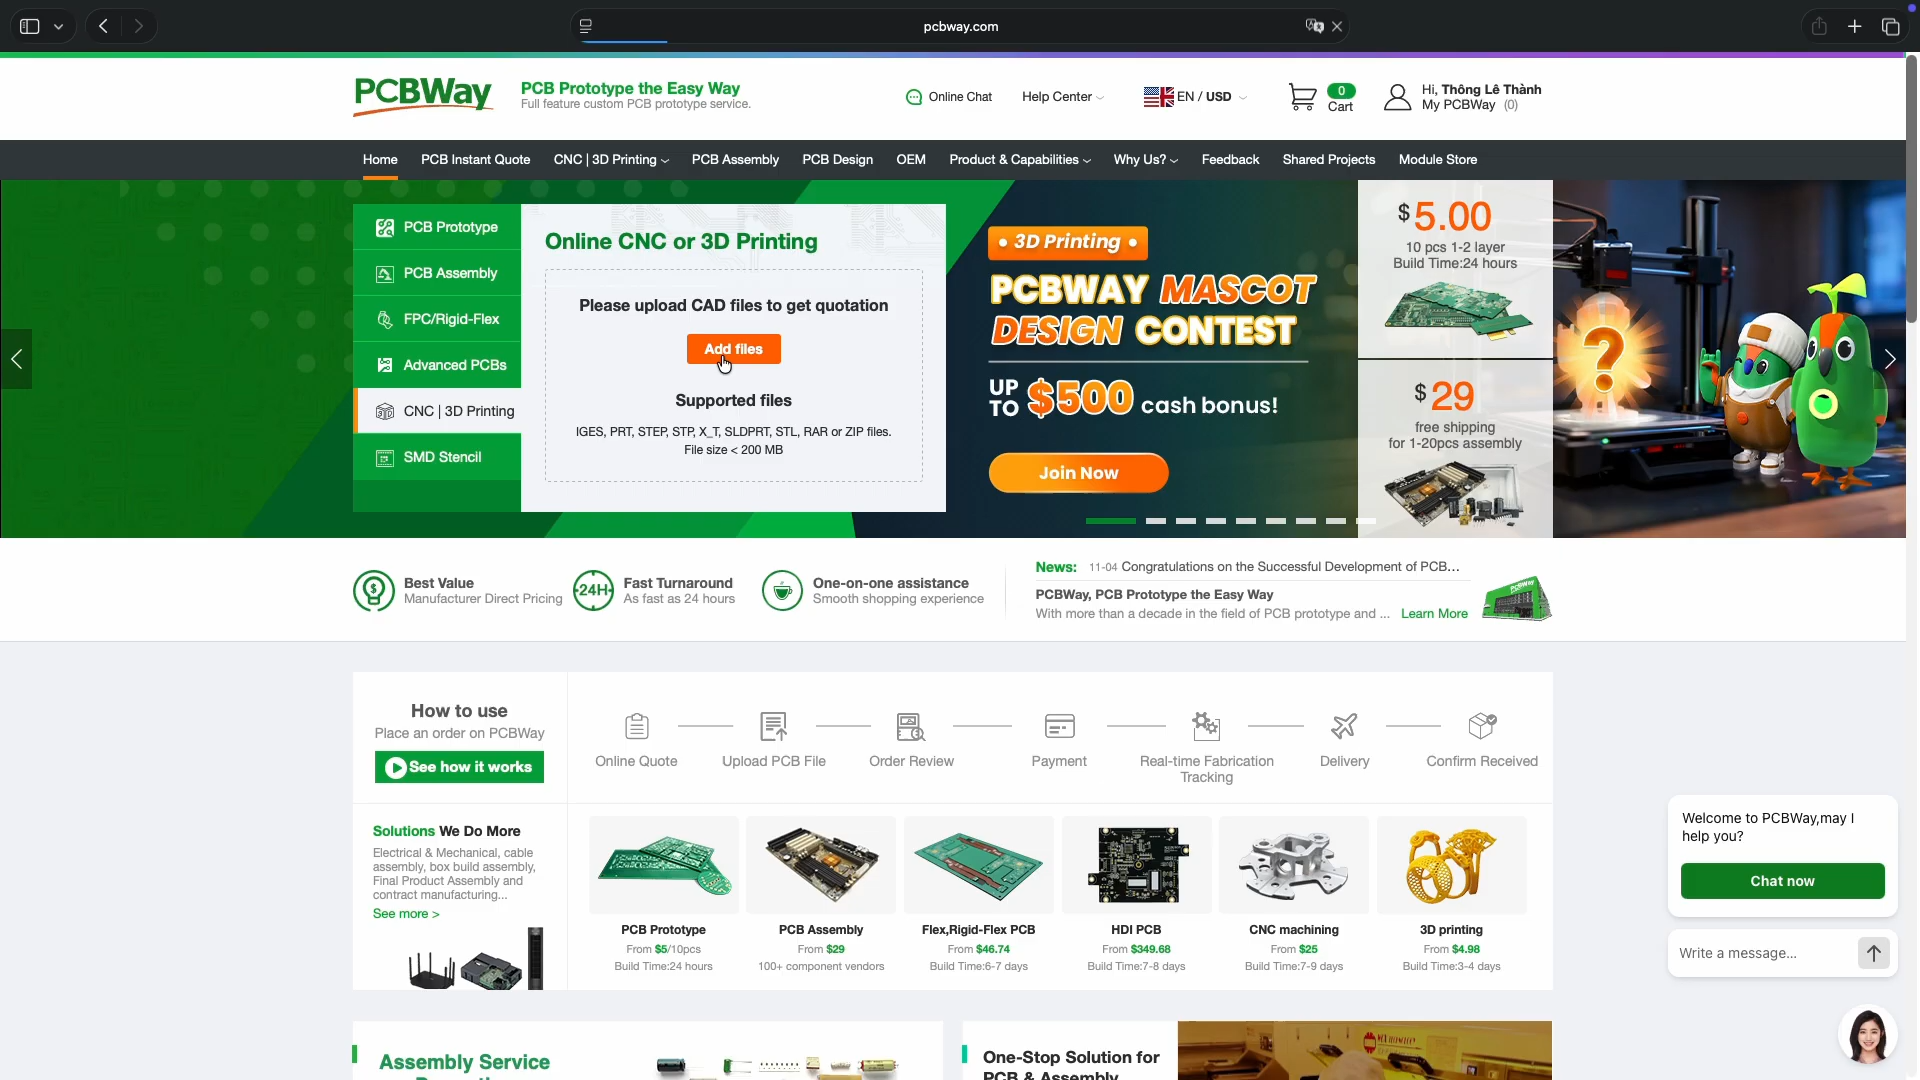 pcbway.com
PCBWay
PCB Prototype the Easy Way
Full feature custom PCB prototype service.
Online Chat
Help Center
EN / USD
0
Cart
Hi, Thông Lê Thành
My PCBWay (0)
Home
PCB Instant Quote
CNC | 3D Printing
PCB Assembly
PCB Design
OEM
Product & Capabilities
Why Us?
Feedback
Shared Projects
Module Store
PCB Prototype
PCB Assembly
FPC/Rigid-Flex
Advanced PCBs
CNC | 3D Printing
SMD Stencil
Online CNC or 3D Printing
Please upload CAD files to get quotation
Add files
Supported files
IGES, PRT, STEP, STP, X_T, SLDPRT, STL, RAR or ZIP files.
File size < 200 MB
• 3D Printing •
PCBWAY MASCOT
DESIGN CONTEST
UP TO $500 cash bonus!
Join Now
$5.00
10 pcs 1-2 layer
Build Time:24 hours
$29
free shipping
for 1-20pcs assembly
?
Best Value
Manufacturer Direct Pricing
24H
Fast Turnaround
As fast as 24 hours
One-on-one assistance
Smooth shopping experience
News: 11-04 Congratulations on the Successful Development of PCB...
PCBWay, PCB Prototype the Easy Way
With more than a decade in the field of PCB prototype and ... Learn More
How to use
Place an order on PCBWay
See how it works
Online Quote
Upload PCB File
Order Review
Payment
Real-time Fabrication
Tracking
Delivery
Confirm Received
Solutions We Do More
Electrical & Mechanical, cable
assembly, box build assembly,
Final Product Assembly and
contract manufacturing...
See more >
PCB Prototype
From $5/10pcs
Build Time:24 hours
PCB Assembly
From $29
100+ component vendors
Flex,Rigid-Flex PCB
From $46.74
Build Time:6-7 days
HDI PCB
From $349.68
Build Time:7-8 days
CNC machining
From $25
Build Time:7-9 days
3D printing
From $4.98
Build Time:3-4 days
Welcome to PCBWay,may I
help you?
Chat now
Write a message...
Assembly Service
One-Stop Solution for
PCB & Assembly